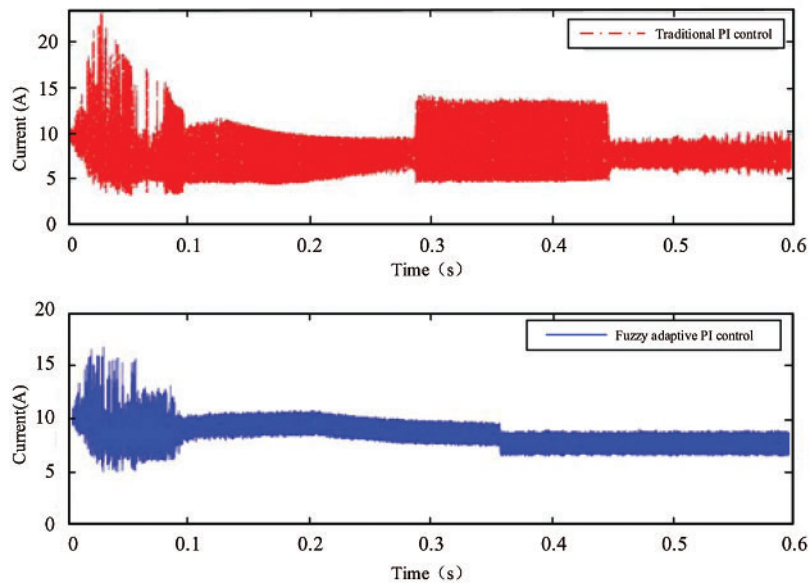 20
15
10
5
0
Current (A)
Traditional PI control
0 0.1 0.2 0.3 0.4 0.5 0.6
Time（s）
20
15
10
5
0
Current(A)
Fuzzy adaptive PI control
0 0.1 0.2 0.3 0.4 0.5 0.6
Time（s）